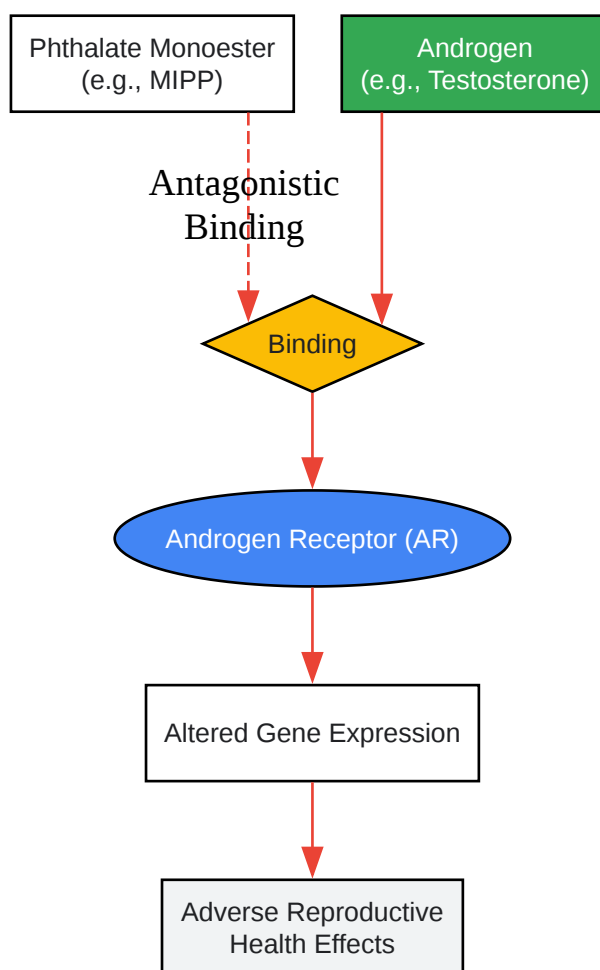 Phthalate Monoester
(e.g., MIPP)
Androgen
(e.g., Testosterone)
Antagonistic
Binding
Binding
Androgen Receptor (AR)
Altered Gene Expression
Adverse Reproductive
Health Effects